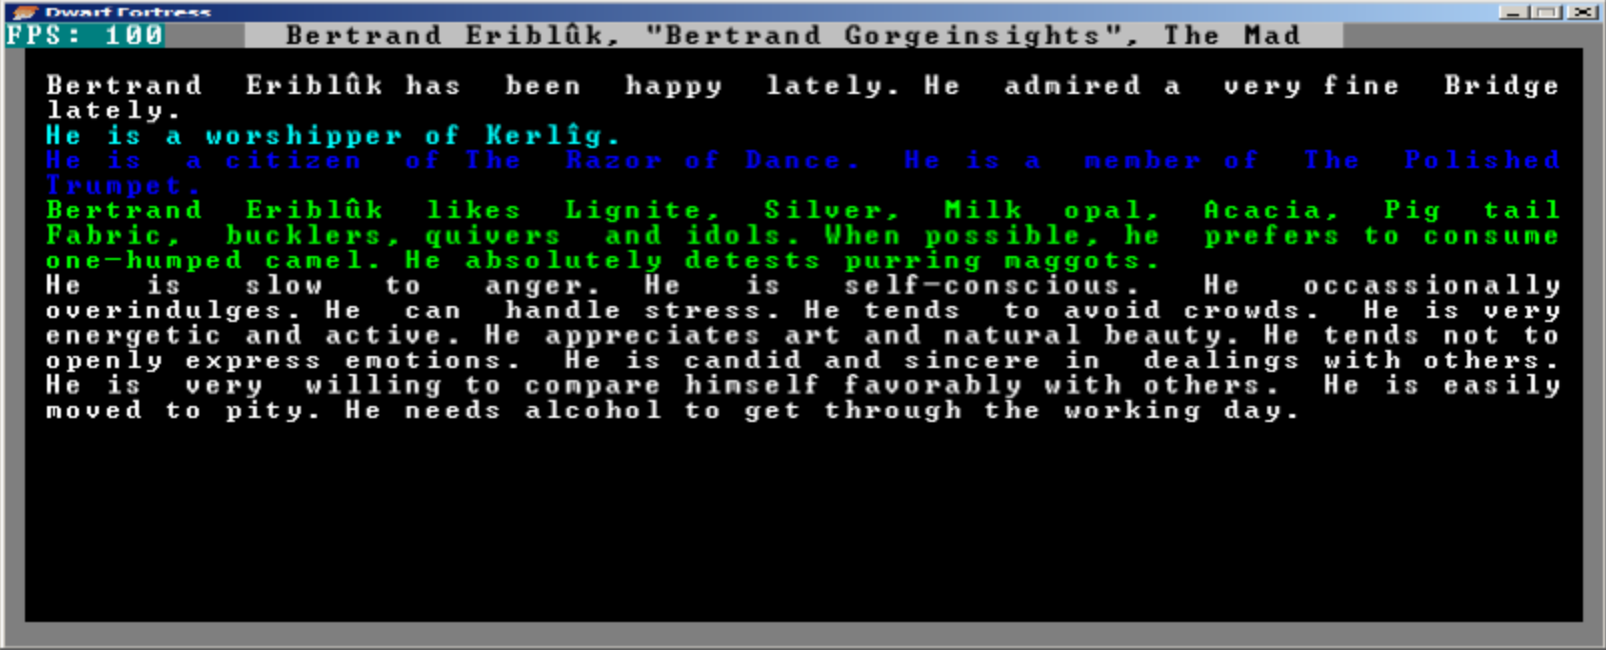 Dwarf Fortress
FPS: 100 Bertrand Eriblûk, "Bertrand Gorgeinsights", The Mad
Bertrand Eriblûk has been happy lately. He admired a very fine Bridge
lately.
He is a worshipper of Kerlîg.
He is a citizen of The Razor of Dance. He is a member of The Polished
Trumpet.
Bertrand Eriblûk likes Lignite, Silver, Milk opal, Acacia, Pig tail
Fabric, bucklers, quivers and idols. When possible, he prefers to consume
one-humped camel. He absolutely detests purring maggots.
He is slow to anger. He is self-conscious. He occassionally
overindulges. He can handle stress. He tends to avoid crowds. He is very
energetic and active. He appreciates art and natural beauty. He tends not to
openly express emotions. He is candid and sincere in dealings with others.
He is very willing to compare himself favorably with others. He is easily
moved to pity. He needs alcohol to get through the working day.